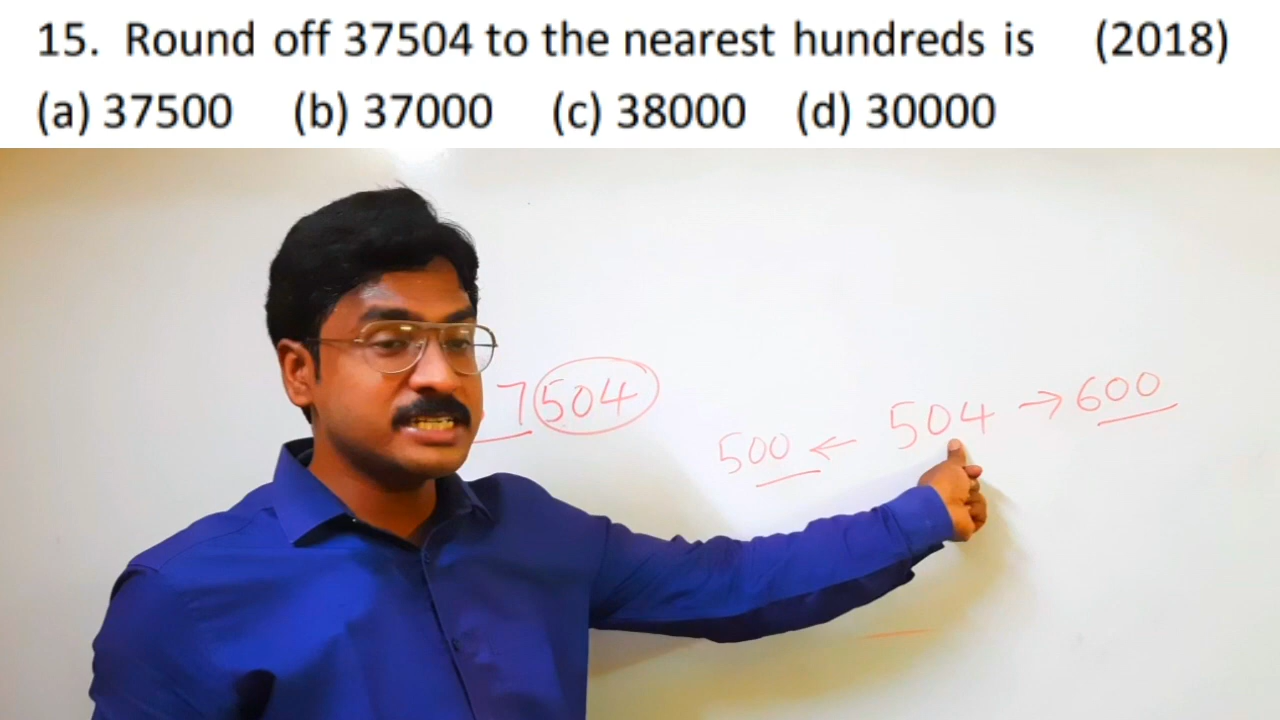 15. Round off 37504 to the nearest hundreds is (2018)
(a) 37500 (b) 37000 (c) 38000 (d) 30000
7504
500 ← 504 → 600